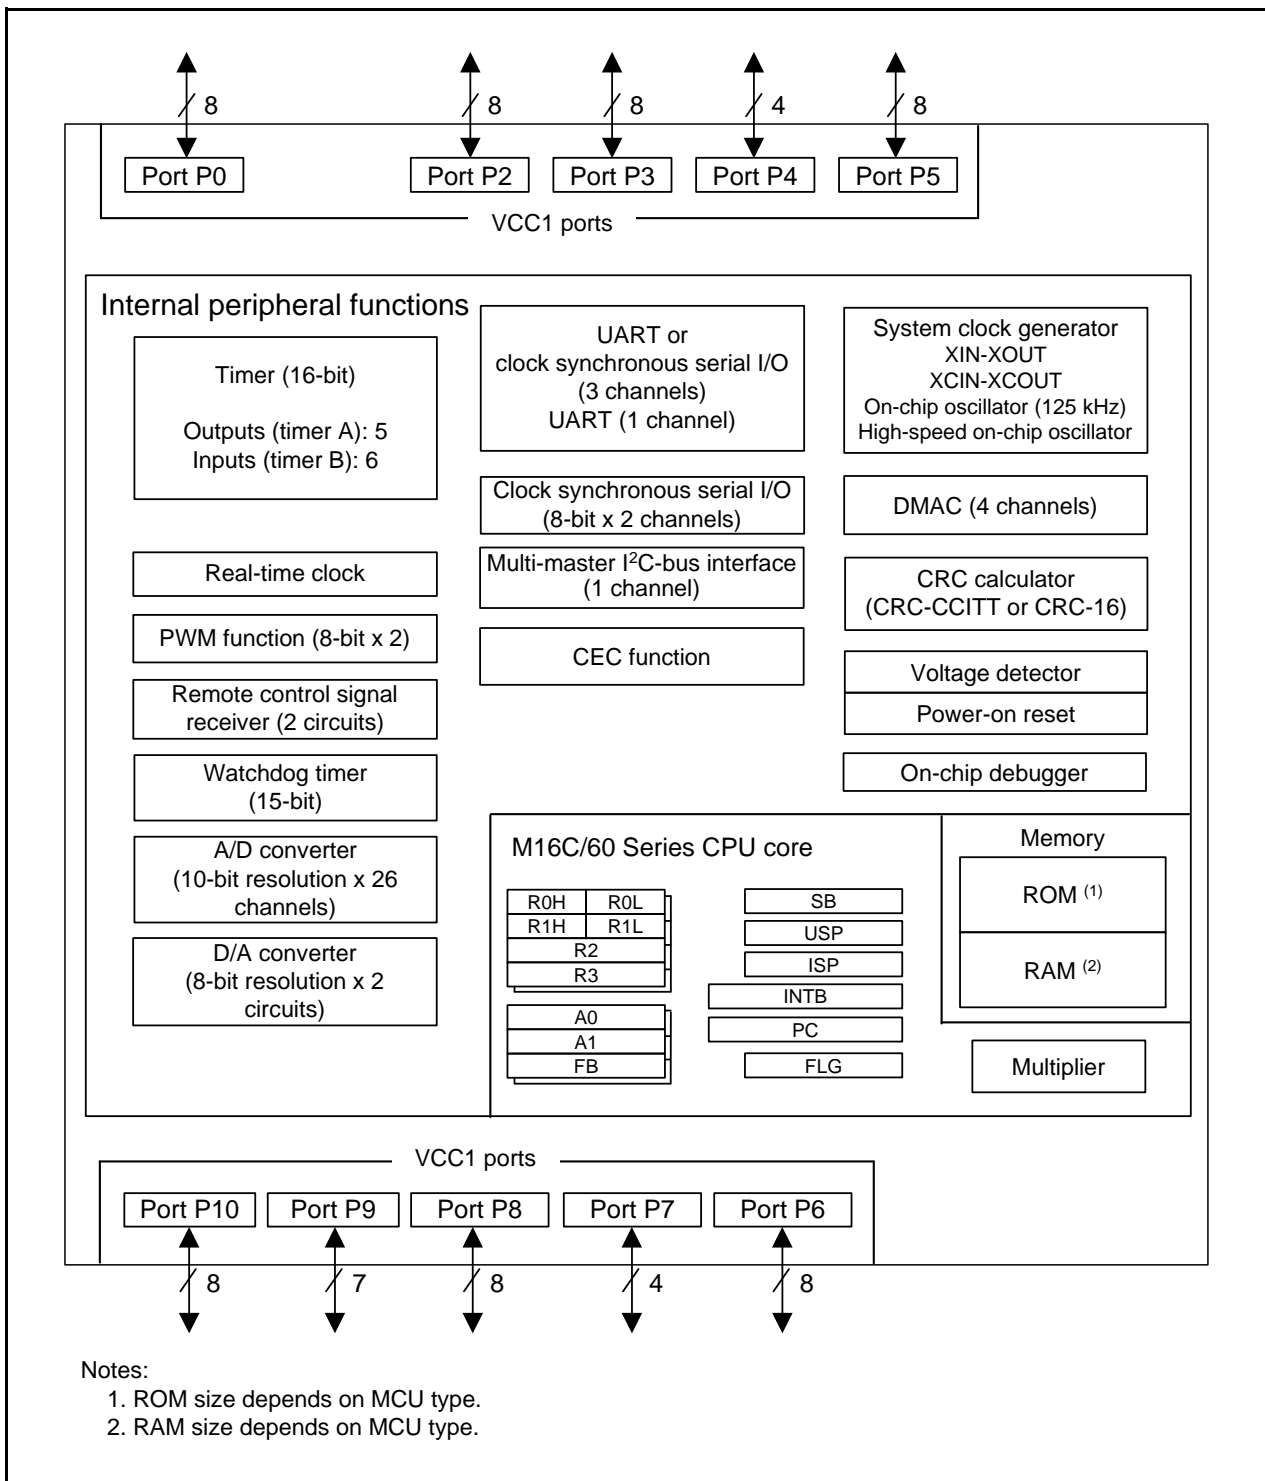 8
8
8
4
8
Port P0
Port P2
Port P3
Port P4
Port P5
VCC1 ports
Internal peripheral functions
Timer (16-bit)
Outputs (timer A): 5
Inputs (timer B): 6
Real-time clock
PWM function (8-bit x 2)
Remote control signal
receiver (2 circuits)
Watchdog timer
(15-bit)
A/D converter
(10-bit resolution x 26
channels)
D/A converter
(8-bit resolution x 2
circuits)
UART or
clock synchronous serial I/O
(3 channels)
UART (1 channel)
Clock synchronous serial I/O
(8-bit x 2 channels)
Multi-master I²C-bus interface
(1 channel)
CEC function
System clock generator
XIN-XOUT
XCIN-XCOUT
On-chip oscillator (125 kHz)
High-speed on-chip oscillator
DMAC (4 channels)
CRC calculator
(CRC-CCITT or CRC-16)
Voltage detector
Power-on reset
On-chip debugger
M16C/60 Series CPU core
R0H
R0L
R1H
R1L
R2
R3
A0
A1
FB
SB
USP
ISP
INTB
PC
FLG
Memory
ROM (1)
RAM (2)
Multiplier
VCC1 ports
Port P10
Port P9
Port P8
Port P7
Port P6
8
7
8
4
8
Notes:
1. ROM size depends on MCU type.
2. RAM size depends on MCU type.